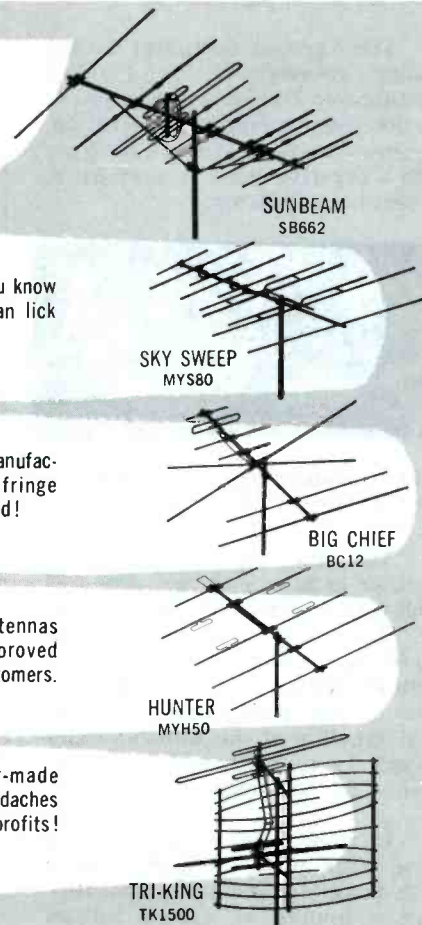 SUNBEAM
SB662
u know
an lick
SKY SWEEP
MYS80
anufac-
fringe
d!
BIG CHIEF
BC12
tennas
proved
tomers.
HUNTER
MYH50
r-made
daches
profits!
TRI-KING
TK1500